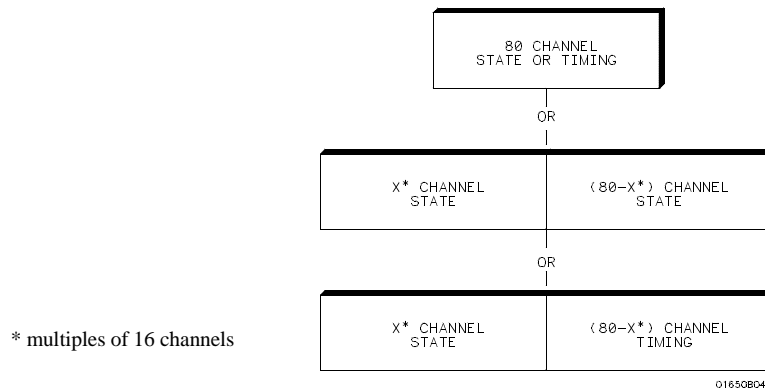 80 CHANNEL
STATE OR TIMING
OR
X* CHANNEL
STATE
(80-X*) CHANNEL
STATE
OR
X* CHANNEL
STATE
(80-X*) CHANNEL
TIMING
* multiples of 16 channels
01650B04